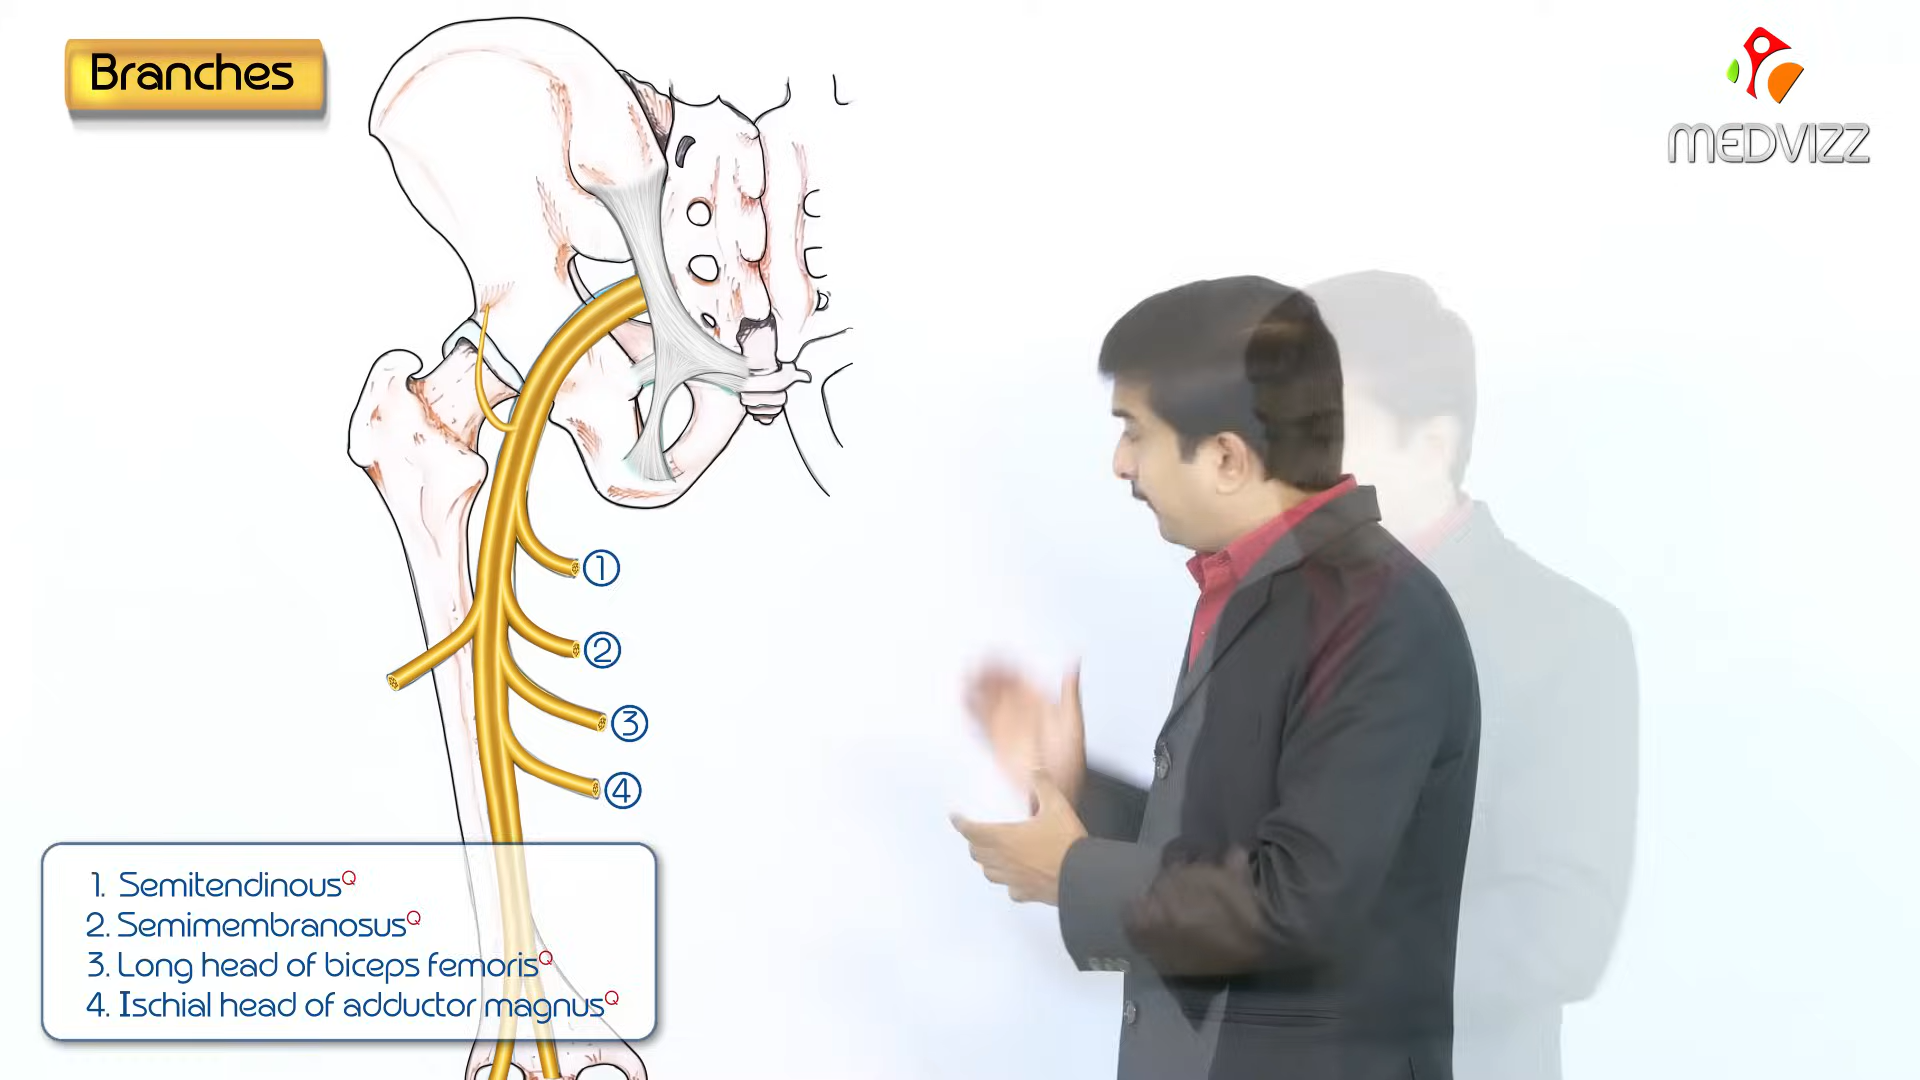 Branches
MEDVIZZ
①
②
③
④
1. Semitendinous^Q
2. Semimembranosus^Q
3. Long head of biceps femoris^Q
4. Ischial head of adductor magnus^Q